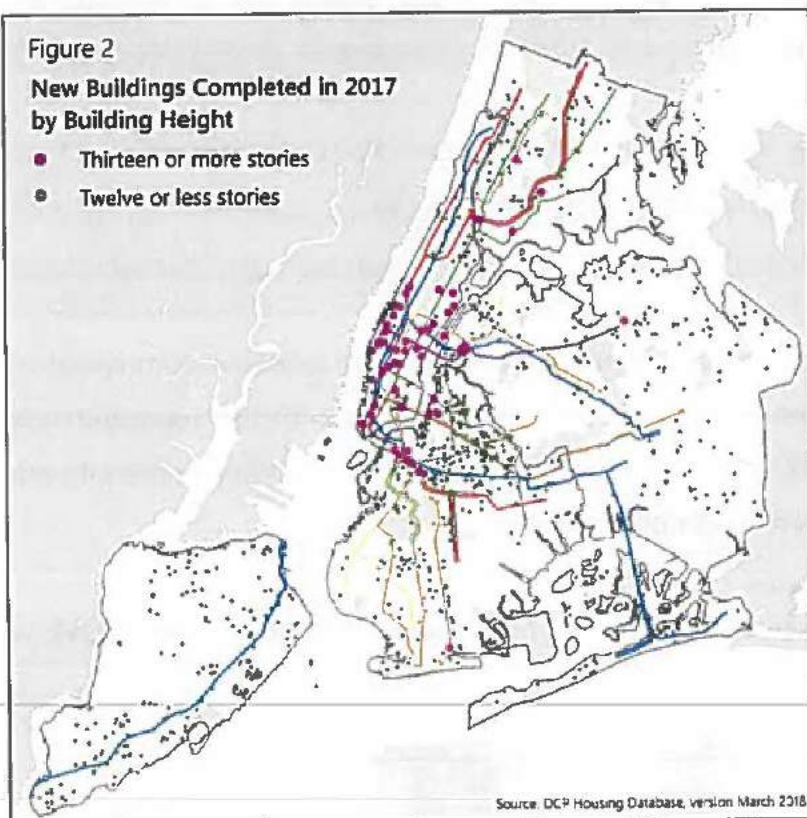 Figure 2
New Buildings Completed in 2017
by Building Height
Thirteen or more stories
Twelve or less stories
Source: DCP Housing Database, version March 2018